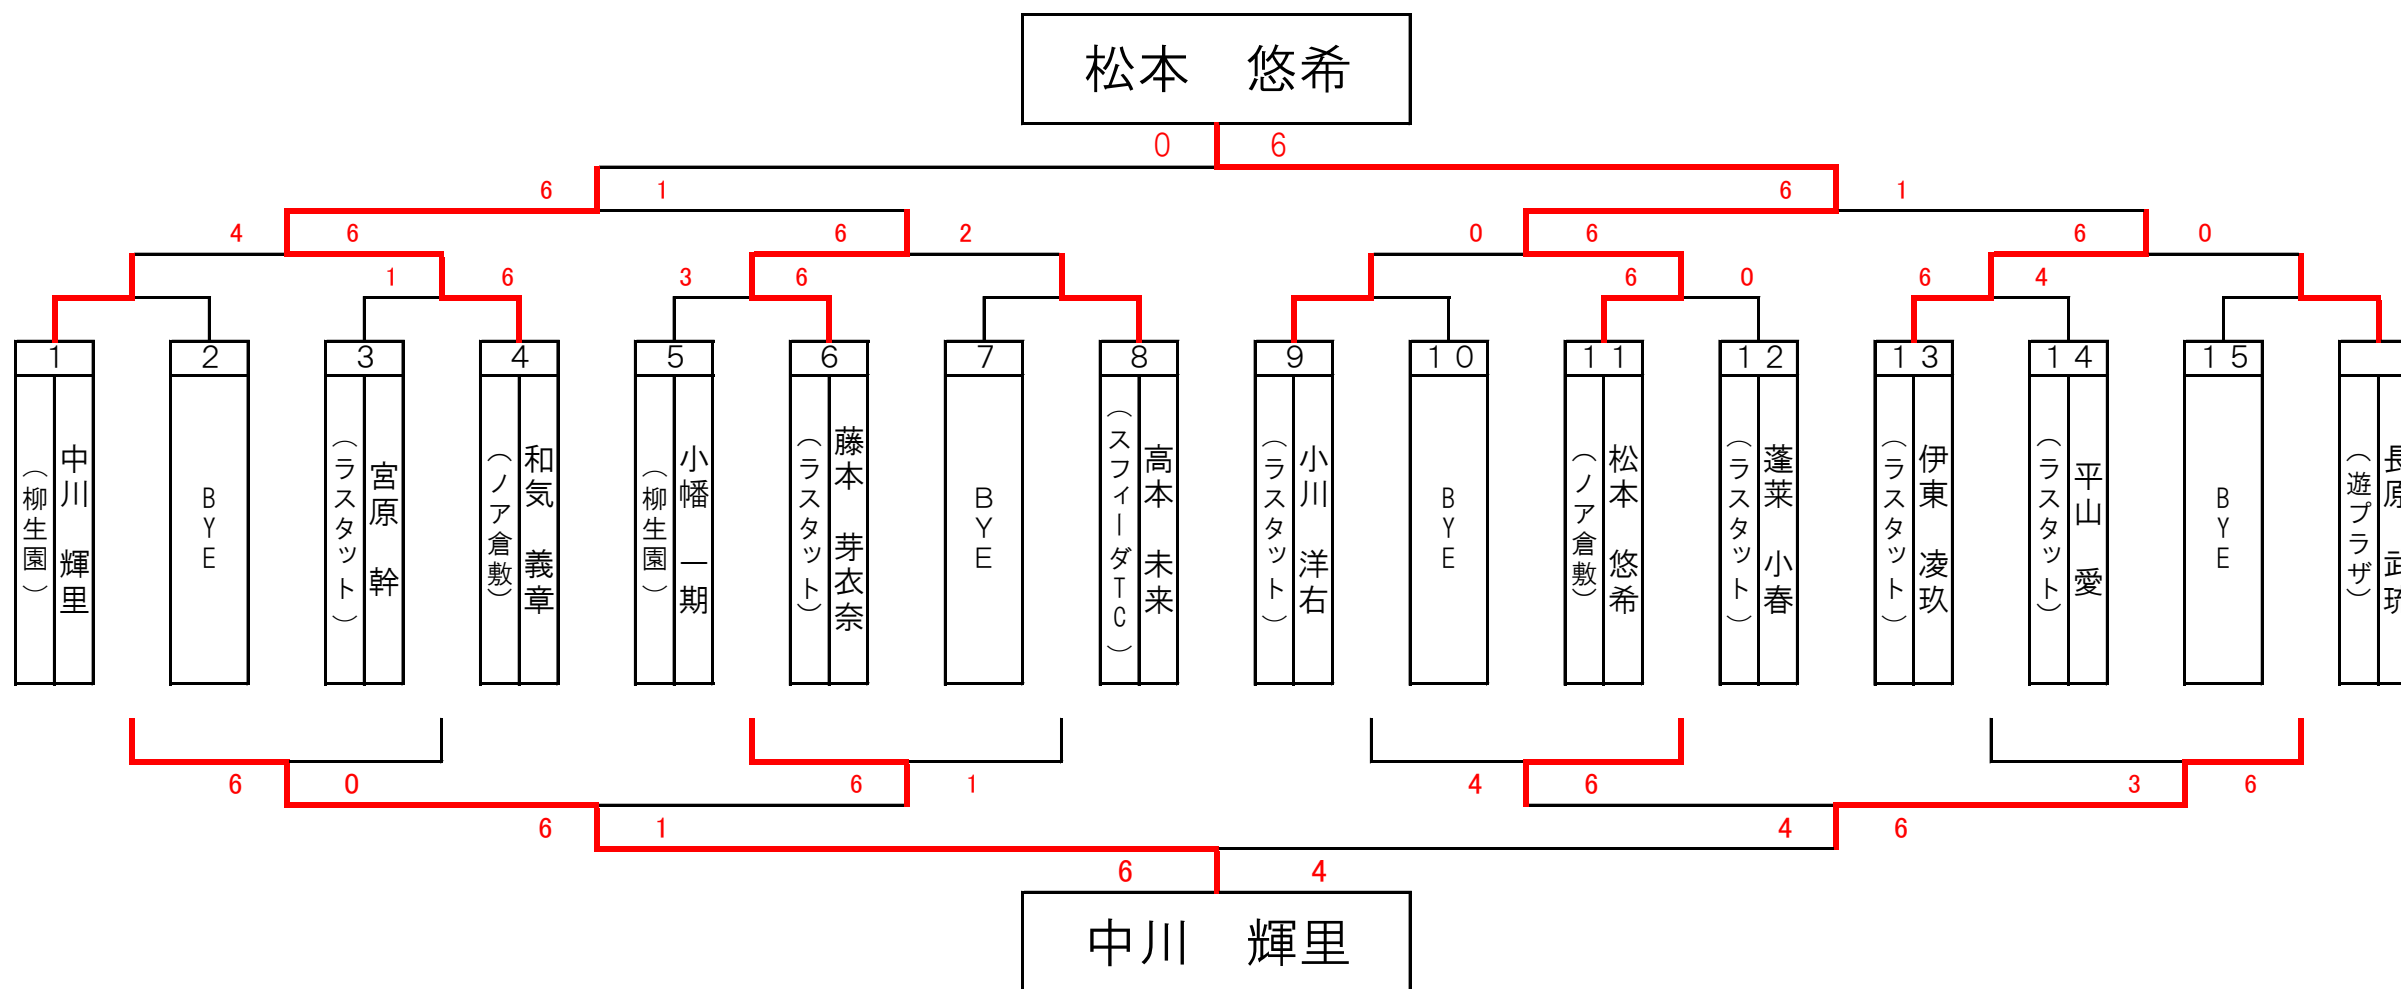 松本　悠希
0 6
6 1 6 1
4 6 6 2 0 6 6 0
1 6 3 6 6 0 6 4
1 2 3 4 5 6 7 8 9 10 11 12 13 14 15
中川　輝里
（柳生園）
BYE
宮原　幹
（ラスタット）
和気　義章
（ノア倉敷）
小幡　一期
（柳生園）
藤本　芽衣奈
（ラスタット）
BYE
高本　未来
（スフィーダTC）
小川　洋右
（ラスタット）
BYE
松本　悠希
（ノア倉敷）
蓬莱　小春
（ラスタット）
伊東　凌玖
（ラスタット）
平山　愛
（ラスタット）
BYE
長原　武琉
（遊プラザ）
6 0 6 1 4 6 3 6
6 1 4 6
6 4
中川　輝里